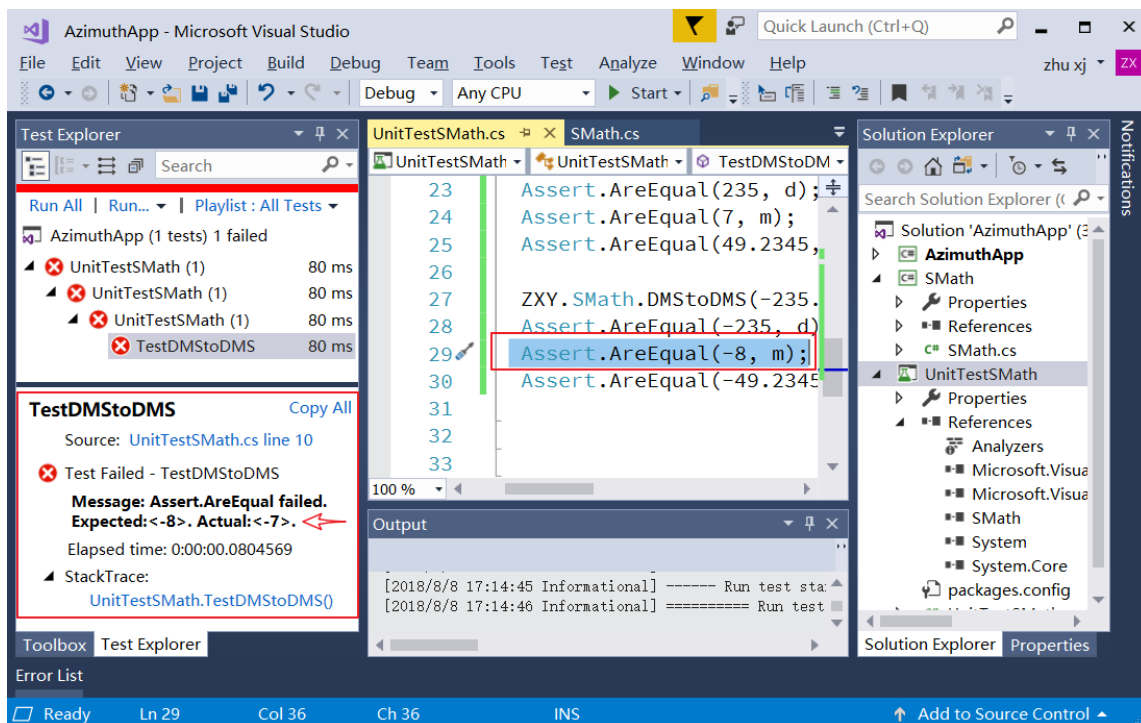 AzimuthApp - Microsoft Visual Studio
Quick Launch (Ctrl+Q)
File Edit View Project Build Debug Team Tools Test Analyze Window Help zhu xj ZX
Debug Any CPU Start
Test Explorer
Search
Run All | Run... | Playlist : All Tests
AzimuthApp (1 tests) 1 failed
UnitTestSMath (1) 80 ms
UnitTestSMath (1) 80 ms
UnitTestSMath (1) 80 ms
TestDMStoDMS 80 ms
TestDMStoDMS Copy All
Source: UnitTestSMath.cs line 10
Test Failed - TestDMStoDMS
Message: Assert.AreEqual failed.
Expected:<-8>. Actual:<-7>.
Elapsed time: 0:00:00.0804569
StackTrace:
UnitTestSMath.TestDMStoDMS()
Toolbox Test Explorer
UnitTestSMath.cs SMath.cs
UnitTestSMath UnitTestSMath TestDMStoDM
23 Assert.AreEqual(235, d);
24 Assert.AreEqual(7, m);
25 Assert.AreEqual(49.2345,
26
27 ZXY.SMath.DMStoDMS(-235.
28 Assert.AreEqual(-235, d)
29 Assert.AreEqual(-8, m);
30 Assert.AreEqual(-49.2345
31
32
33
100 %
Output
[2018/8/8 17:14:45 Informational] ------ Run test sta
[2018/8/8 17:14:46 Informational] ========== Run test
Solution Explorer
Search Solution Explorer (
Solution 'AzimuthApp' (3
AzimuthApp
SMath
Properties
References
C# SMath.cs
UnitTestSMath
Properties
References
Analyzers
Microsoft.Visua
Microsoft.Visua
SMath
System
System.Core
packages.config
Solution Explorer Properties
Notifications
Error List
Ready Ln 29 Col 36 Ch 36 INS Add to Source Control